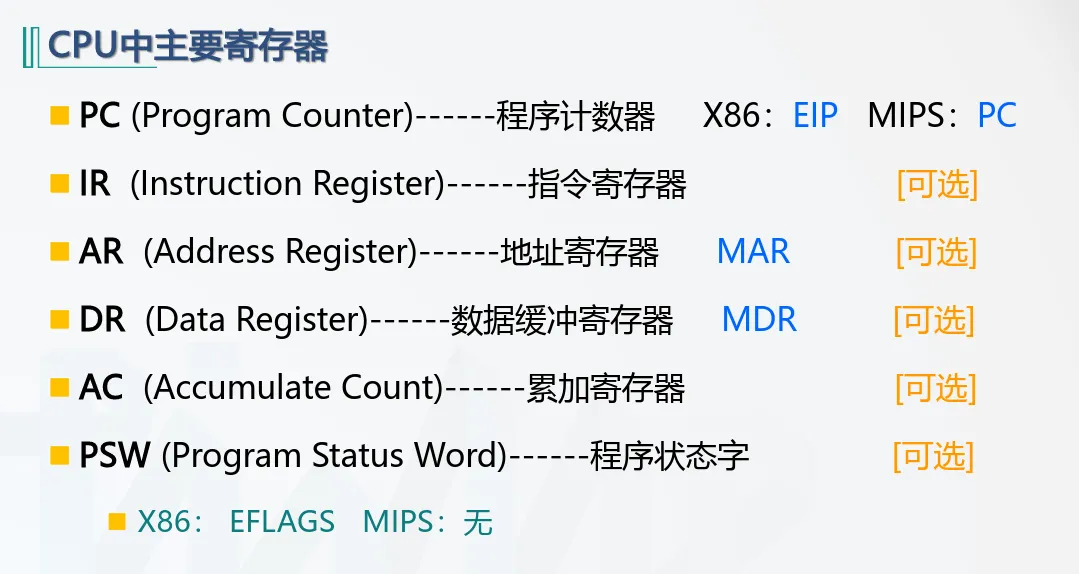 CPU中主要寄存器
PC (Program Counter)------程序计数器 X86：EIP MIPS：PC
IR (Instruction Register)------指令寄存器 [可选]
AR (Address Register)------地址寄存器 MAR [可选]
DR (Data Register)------数据缓冲寄存器 MDR [可选]
AC (Accumulate Count)------累加寄存器 [可选]
PSW (Program Status Word)------程序状态字 [可选]
X86： EFLAGS MIPS：无